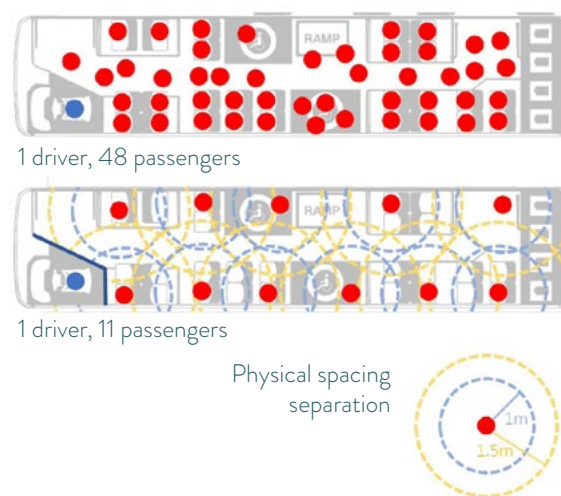 RAMP
1 driver, 48 passengers
RAMP
1 driver, 11 passengers
Physical spacing
separation
1m
1.5m